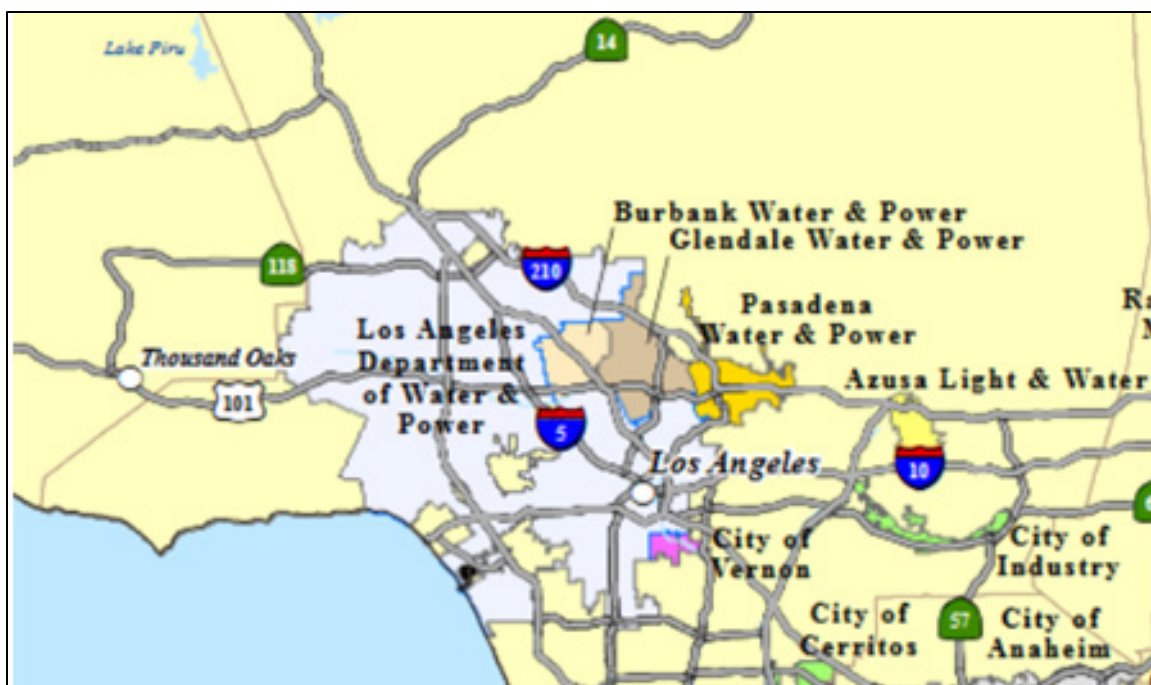 Lake Piru
14
Burbank Water & Power
Glendale Water & Power
118
210
Pasadena
Water & Power
Ra
Los Angeles
Department
of Water &
Power
Thousand Oaks
Azusa Light & Water
101
5
10
Los Angeles
City of
Vernon
City of
Industry
City of
Cerritos
57
City of
Anaheim